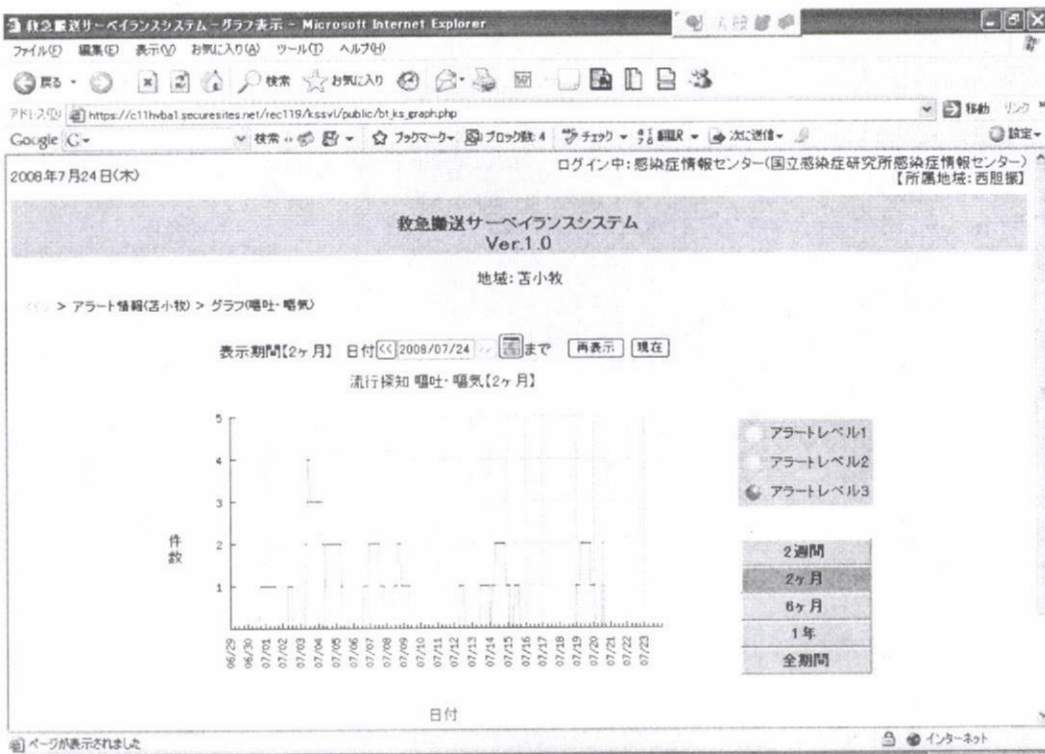 救急搬送サーベイランスシステム - グラフ表示 - Microsoft Internet Explorer
ファイル(F) 編集(E) 表示(V) お気に入り(A) ツール(T) ヘルプ(H)
戻る 検索 お気に入り
アドレス(D) https://c11hvba1.securesites.net/rec119/kssvl/public/bt_ks_graph.php 移動 リンク »
Google G 検索 ブックマーク ブロック数: 4 チェック 翻訳 次に送信 設定
2008年7月24日(木)
ログイン中:感染症情報センター(国立感染症研究所感染症情報センター)
【所属地域:西胆振】
救急搬送サーベイランスシステム
Ver.1.0
地域:苫小牧
> アラート情報(苫小牧) > グラフ(嘔吐・嘔気)
表示期間【2ヶ月】 日付 << 2008/07/24 >> まで 再表示 現在
流行探知 嘔吐・嘔気【2ヶ月】
5
4
3
2
1
件数
06/29 06/30 07/01 07/02 07/03 07/04 07/05 07/06 07/07 07/08 07/09 07/10 07/11 07/12 07/13 07/14 07/15 07/16 07/17 07/18 07/19 07/20 07/21 07/22 07/23
日付
アラートレベル1
アラートレベル2
アラートレベル3
2週間
2ヶ月
6ヶ月
1年
全期間
ページが表示されました
インターネット